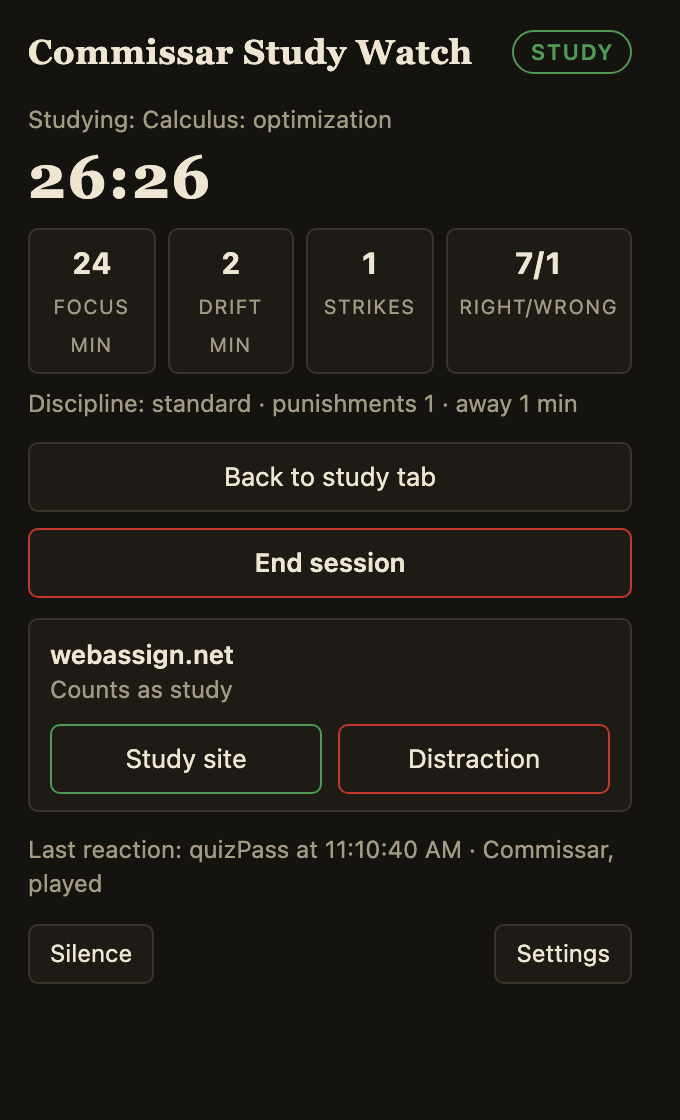 Commissar Study Watch
STUDY
Studying: Calculus: optimization
26:26
24
FOCUS
MIN
2
DRIFT
MIN
1
STRIKES
7/1
RIGHT/WRONG
Discipline: standard · punishments 1 · away 1 min
Back to study tab
End session
webassign.net
Counts as study
Study site
Distraction
Last reaction: quizPass at 11:10:40 AM · Commissar,
played
Silence
Settings